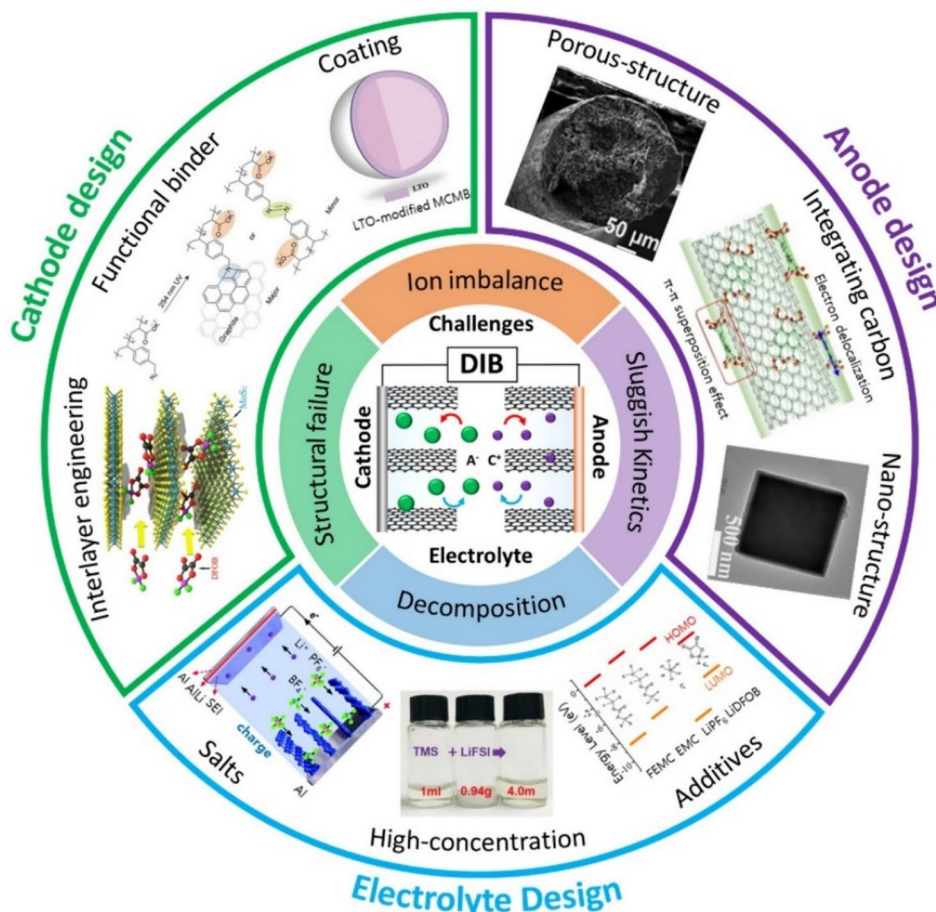 Cathode design
Coating
LTO
LTO-modified MCMB
Functional binder
254 nm UV
or
Major
Minor
Graphite
Interlayer engineering
MoS₂
DFOB
Anode design
Porous-structure
50 μm
Integrating carbon
π-π superposition effect
Electron delocalization
Nano-structure
500 nm
Ion imbalance
Challenges
Structural failure
Sluggish Kinetics
Decomposition
DIB
Cathode
Anode
A⁻ C⁺
Electrolyte
Electrolyte Design
Salts
Al AlLi SEI
Li⁺ PF₆⁻
BF₄⁻
e⁻
charge
Al
High-concentration
TMS + LiFSI
1ml 0.94g 4.0m
Additives
HOMO
LUMO
Energy Level (eV)
0
-10
FEMC EMC LiPF₆ LiDFOB